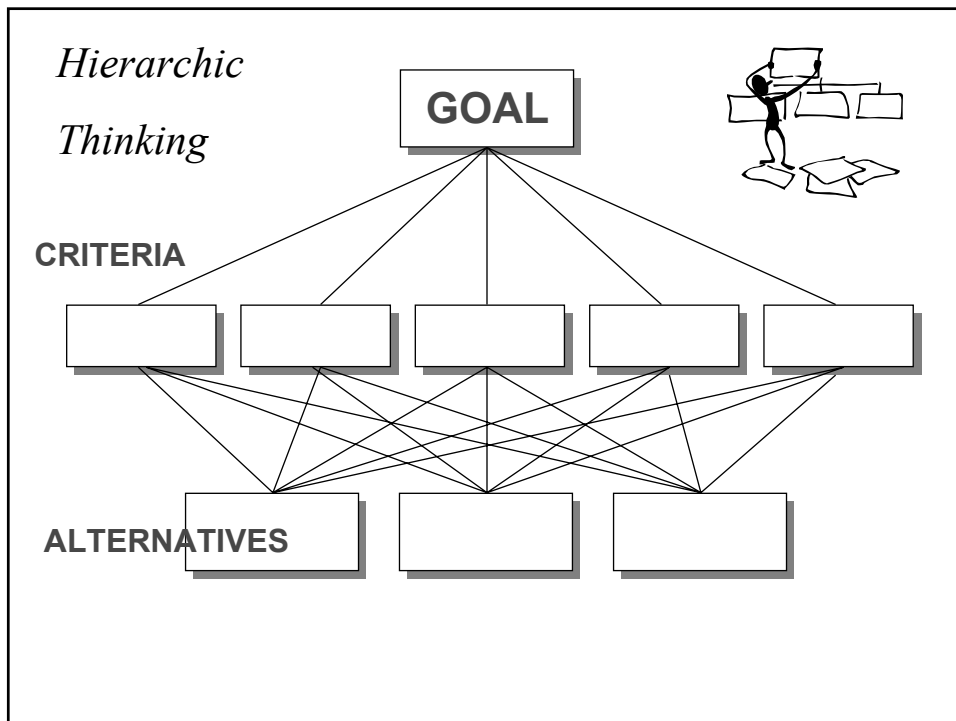 Hierarchic
Thinking
GOAL
CRITERIA
ALTERNATIVES